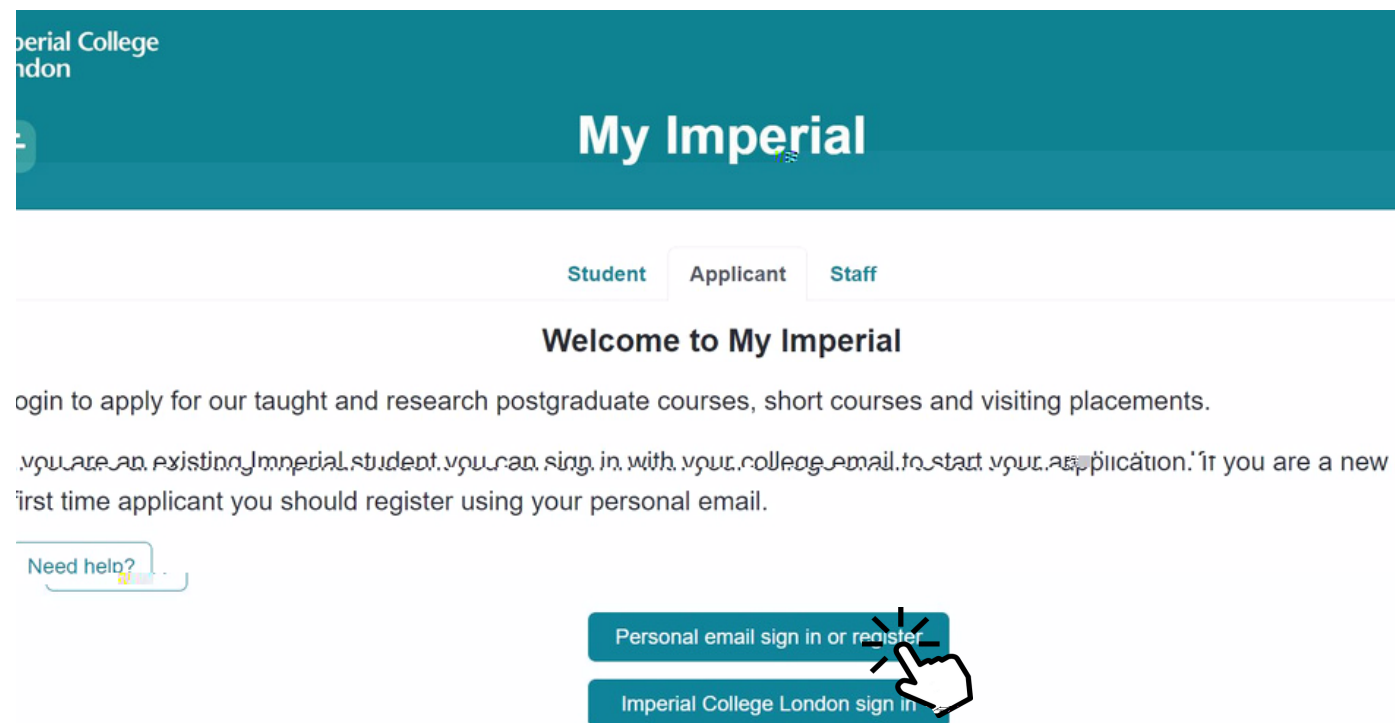 perial College
ndon
My Imperial
Student Applicant Staff
Welcome to My Imperial
ogin to apply for our taught and research postgraduate courses, short courses and visiting placements.
you are an existing Imperial student you can sign in with your college email to start your application. If you are a new
first time applicant you should register using your personal email.
Need help?
Personal email sign in or register
Imperial College London sign in